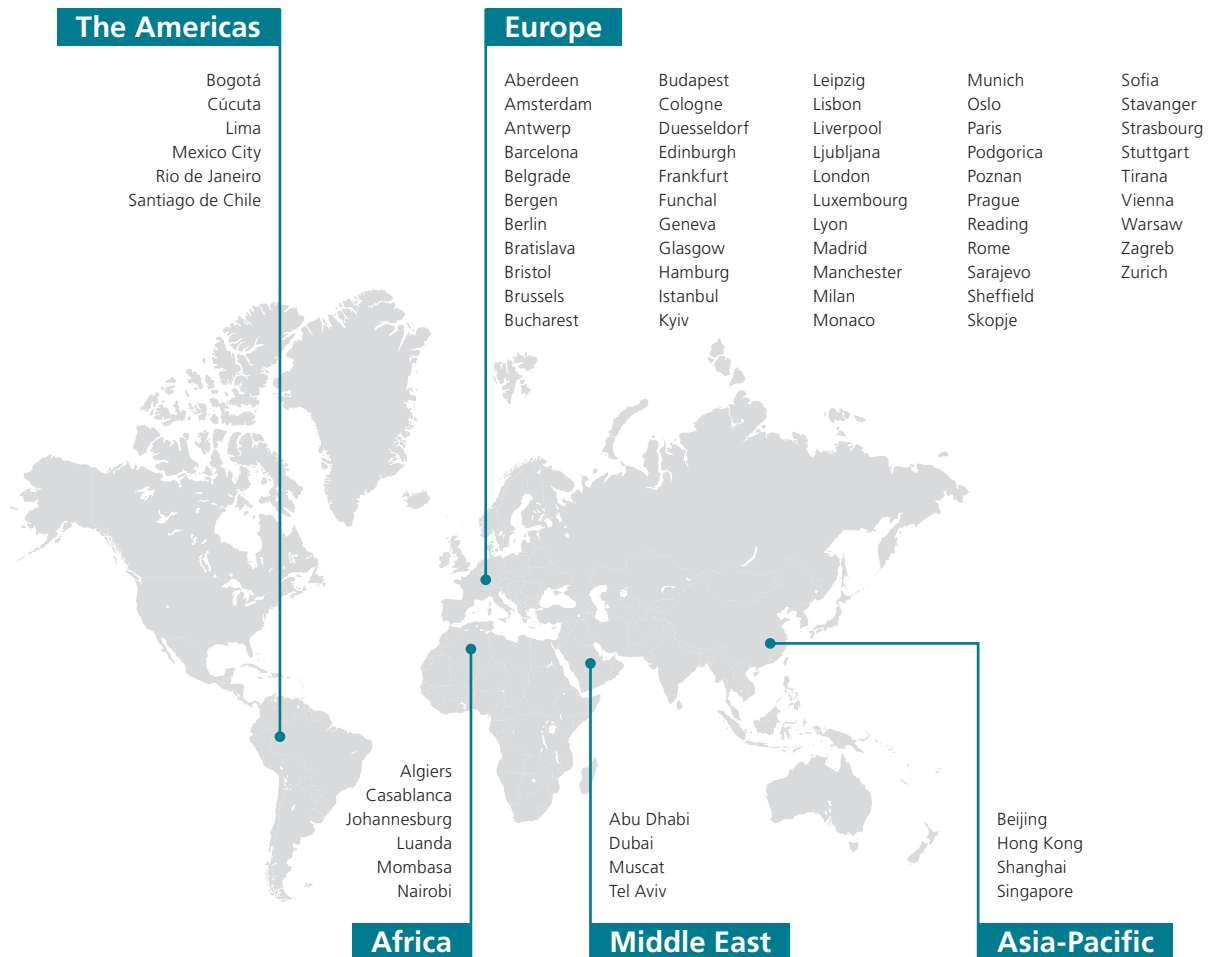 The Americas
Bogotá
Cúcuta
Lima
Mexico City
Rio de Janeiro
Santiago de Chile
Europe
Aberdeen
Amsterdam
Antwerp
Barcelona
Belgrade
Bergen
Berlin
Bratislava
Bristol
Brussels
Bucharest
Budapest
Cologne
Duesseldorf
Edinburgh
Frankfurt
Funchal
Geneva
Glasgow
Hamburg
Istanbul
Kyiv
Leipzig
Lisbon
Liverpool
Ljubljana
London
Luxembourg
Lyon
Madrid
Manchester
Milan
Monaco
Munich
Oslo
Paris
Podgorica
Poznan
Prague
Reading
Rome
Sarajevo
Sheffield
Skopje
Sofia
Stavanger
Strasbourg
Stuttgart
Tirana
Vienna
Warsaw
Zagreb
Zurich
Algiers
Casablanca
Johannesburg
Luanda
Mombasa
Nairobi
Africa
Abu Dhabi
Dubai
Muscat
Tel Aviv
Middle East
Beijing
Hong Kong
Shanghai
Singapore
Asia-Pacific